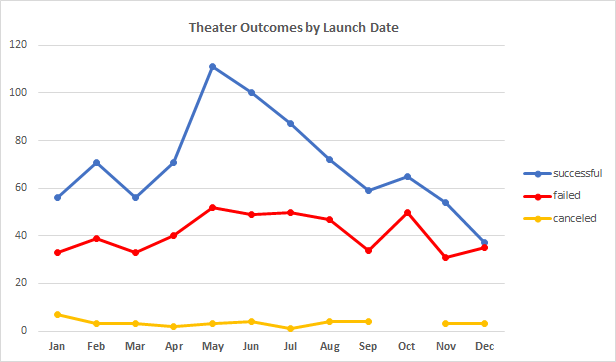 Theater Outcomes by Launch Date
120
100
80
60
40
20
0
Jan Feb Mar Apr May Jun Jul Aug Sep Oct Nov Dec
successful
failed
canceled